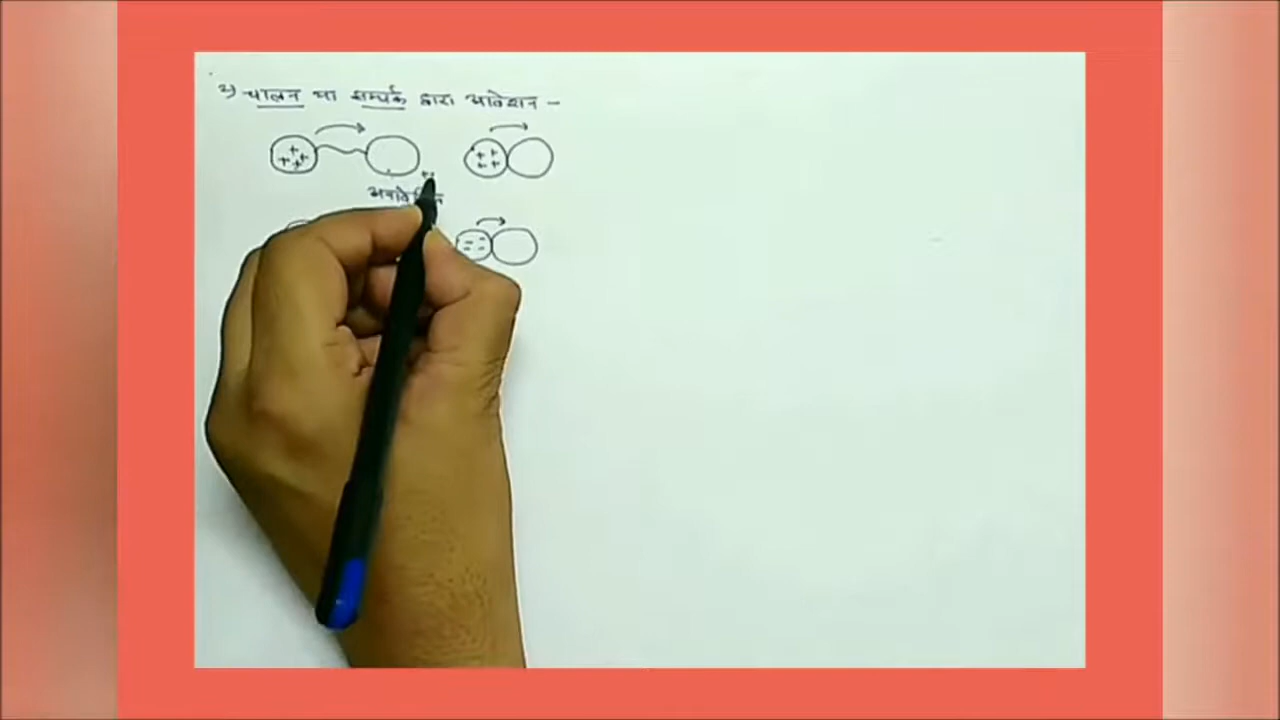 2) चालन या सम्पर्क द्वारा आवेशन -
+ + + + + + + +
+ +
- - - -